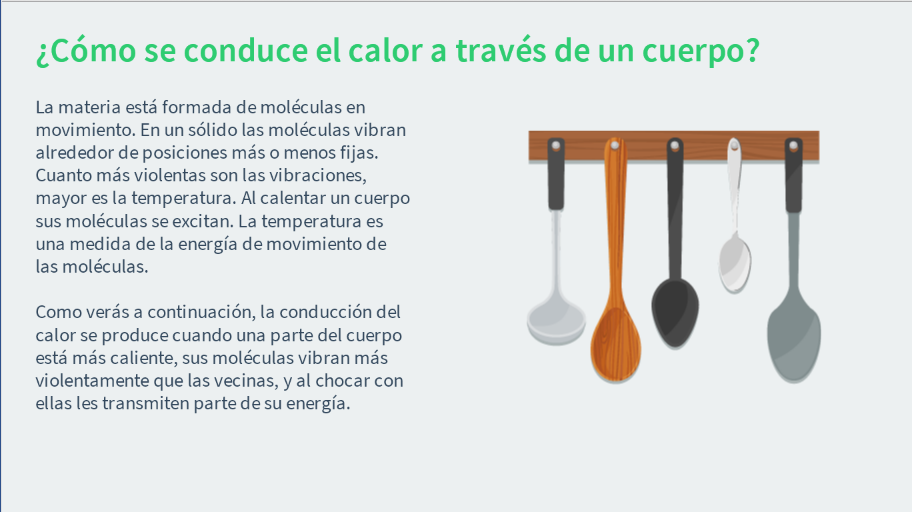 ¿Cómo se conduce el calor a través de un cuerpo?
La materia está formada de moléculas en
movimiento. En un sólido las moléculas vibran
alrededor de posiciones más o menos fijas.
Cuanto más violentas son las vibraciones,
mayor es la temperatura. Al calentar un cuerpo
sus moléculas se excitan. La temperatura es
una medida de la energía de movimiento de
las moléculas.
Como verás a continuación, la conducción del
calor se produce cuando una parte del cuerpo
está más caliente, sus moléculas vibran más
violentamente que las vecinas, y al chocar con
ellas les transmiten parte de su energía.